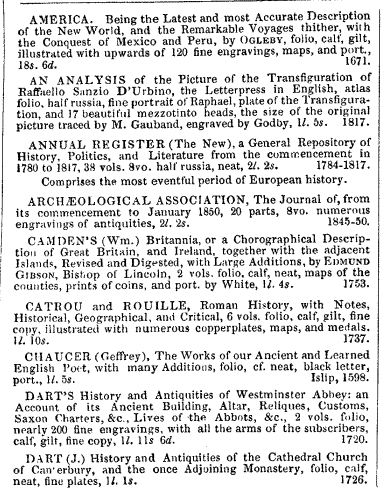 AMERICA. Being the Latest and most Accurate Description
of the New World, and the Remarkable Voyages thither, with
the Conquest of Mexico and Peru, by OGLEBY, folio, calf, gilt,
illustrated with upwards of 120 fine engravings, maps, and port.,
18s. 6d. 1671.
AN ANALYSIS of the Picture of the Transfiguration of
Raffaello Sanzio D'Urbino, the Letterpress in English, atlas
folio, half russia, fine portrait of Raphael, plate of the Transfigura-
tion, and 17 beautiful mezzotinto heads, the size of the original
picture traced by M. Gauband, engraved by Godby, 1l. 5s. 1817.
ANNUAL REGISTER (The New), a General Repository of
History, Politics, and Literature from the commencement in
1780 to 1817, 38 vols. 8vo. half russia, neat, 2l. 2s. 1784-1817.
Comprises the most eventful period of European history.
ARCHÆOLOGICAL ASSOCIATION, The Journal of, from
its commencement to January 1850, 20 parts, 8vo. numerous
engravings of antiquities, 2l. 2s. 1845-50.
CAMDEN'S (Wm.) Britannia, or a Chorographical Descrip-
tion of Great Britain, and Ireland, together with the adjacent
Islands, Revised and Digested, with Large Additions, by EDMUND
GIBSON, Bishop of Lincoln, 2 vols. folio, calf, neat, maps of the
counties, prints of coins, and port. by White, 1l. 4s. 1753.
CATROU and ROUILLE, Roman History, with Notes,
Historical, Geographical, and Critical, 6 vols. folio, calf, gilt, fine
copy, illustrated with numerous copperplates, maps, and medals.
1l. 10s. 1737.
CHAUCER (Geffrey), The Works of our Ancient and Learned
English Poet, with many Additions, folio, cf. neat, black letter,
port., 1l. 5s. Islip, 1598.
DART'S History and Antiquities of Westminster Abbey: an
Account of its Ancient Building, Altar, Reliques, Customs,
Saxon Charters, &c., Lives of the Abbots, &c., 2 vols. folio,
nearly 200 fine engravings, with all the arms of the subscribers,
calf, gilt, fine copy, 1l. 11s 6d. 1720.
DART (J.) History and Antiquities of the Cathedral Church
of Canterbury, and the once Adjoining Monastery, folio, calf,
neat, fine plates, 1l. 1s. 1726.